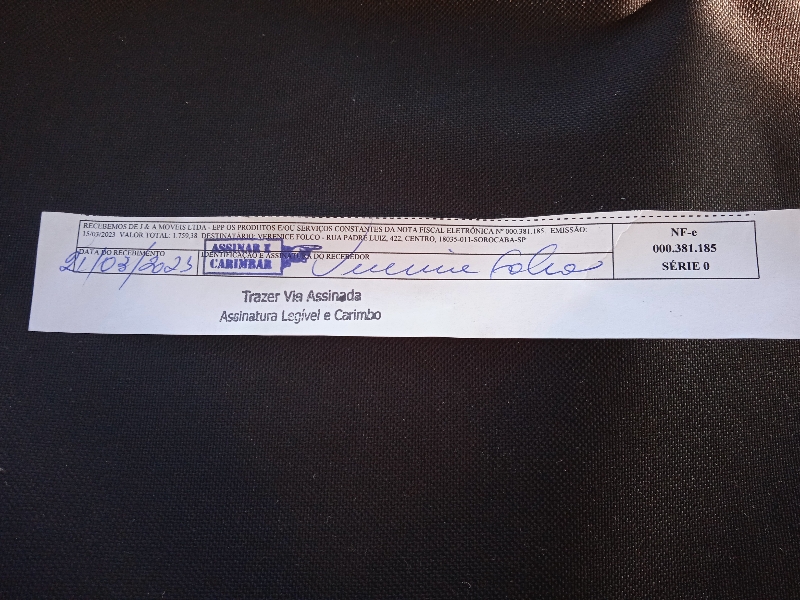 RECEBEMOS DE J & A MOVEIS LTDA - EPP OS PRODUTOS E/OU SERVIÇOS CONSTANTES DA NOTA FISCAL ELETRÔNICA Nº 000.381.185 EMISSÃO:
15/03/2023 VALOR TOTAL: 1.759,38 DESTINATÁRIO: VERENICE FOLCO - RUA PADRE LUIZ, 422, CENTRO, 18035-011-SOROCABA-SP
DATA DO RECEBIMENTO
21/03/2023
IDENTIFICAÇÃO E ASSINATURA DO RECEBEDOR
ASSINAR E
CARIMBAR
Verenice Folco
NF-e
000.381.185
SÉRIE 0
Trazer Via Assinada
Assinatura Legível e Carimbo